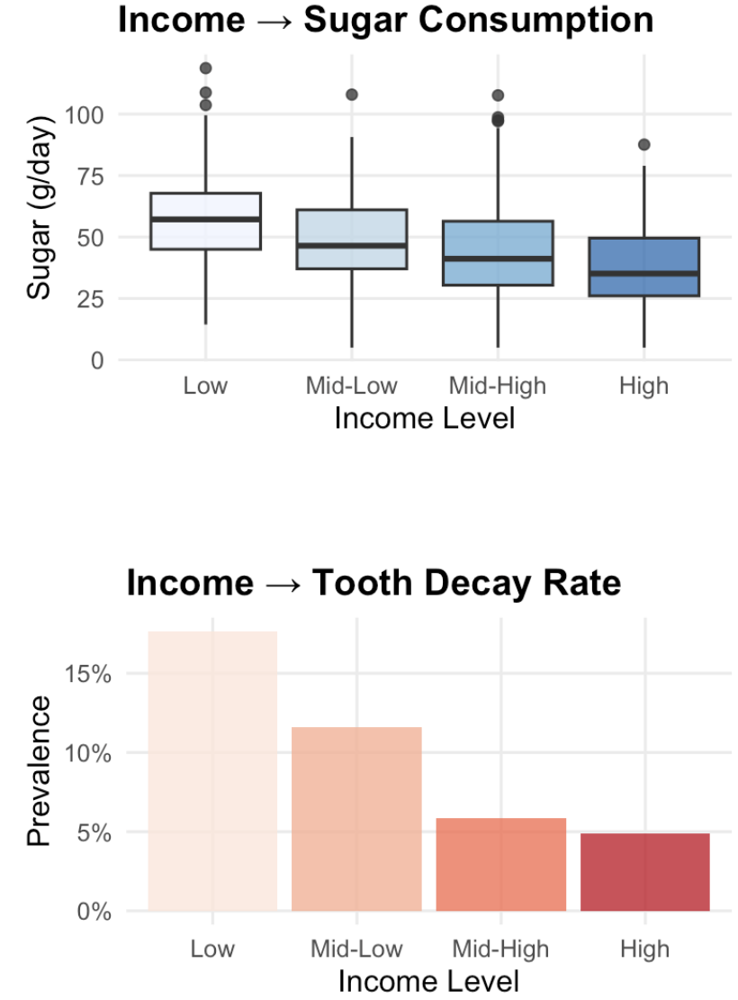 Income → Sugar Consumption
Sugar (g/day)
100
75
50
25
0
Low Mid-Low Mid-High High
Income Level
Income → Tooth Decay Rate
Prevalence
15%
10%
5%
0%
Low Mid-Low Mid-High High
Income Level